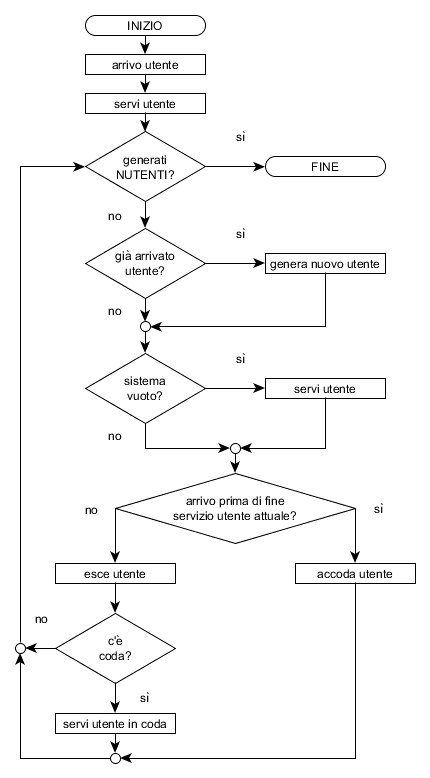 INIZIO
arrivo utente
servi utente
generati
NUTENTI?
sì
FINE
no
già arrivato
utente?
sì
genera nuovo utente
no
sistema
vuoto?
sì
servi utente
no
arrivo prima di fine
servizio utente attuale?
no
sì
esce utente
accoda utente
no
c'è
coda?
sì
servi utente in coda